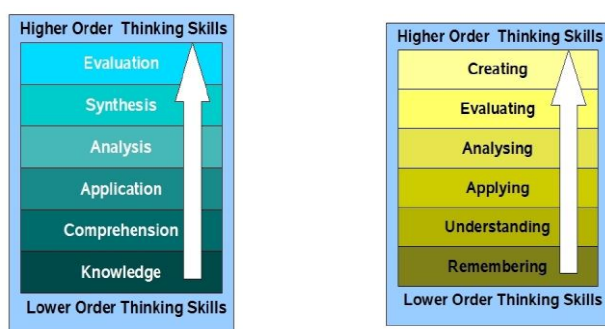 Higher Order Thinking Skills
Evaluation
Synthesis
Analysis
Application
Comprehension
Knowledge
Lower Order Thinking Skills
Higher Order Thinking Skills
Creating
Evaluating
Analysing
Applying
Understanding
Remembering
Lower Order Thinking Skills